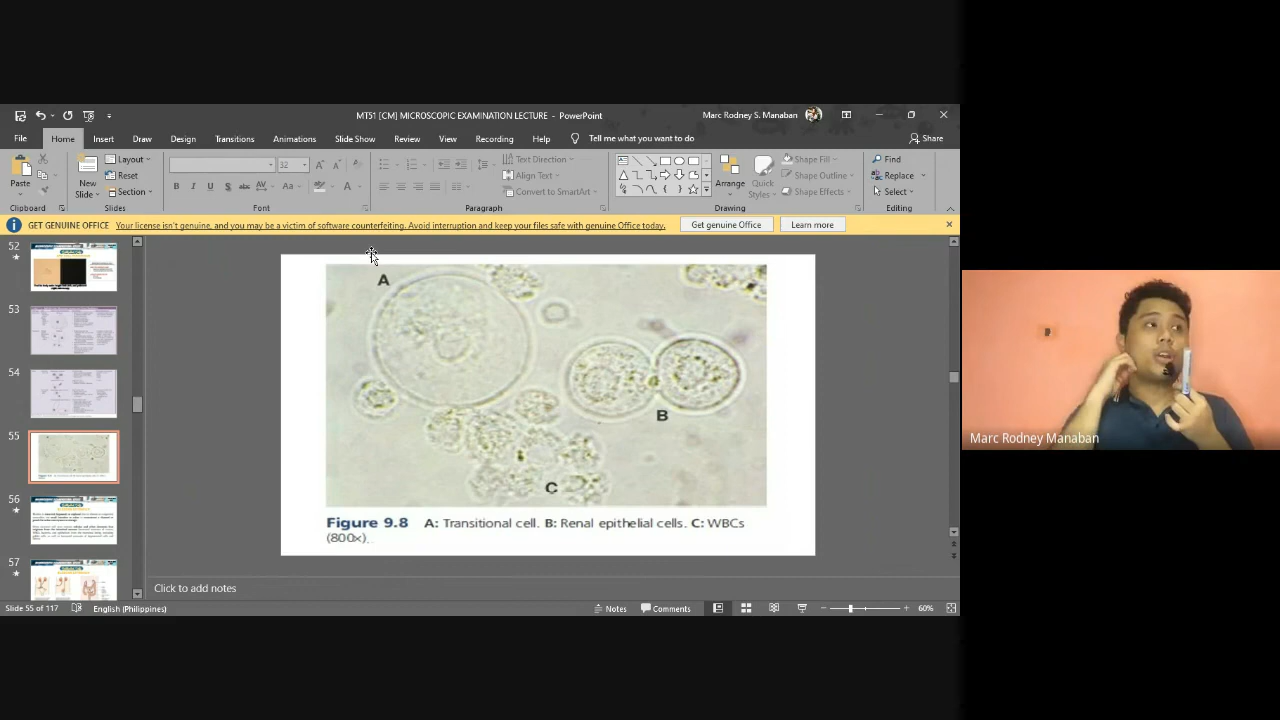 MT51 [CM] MICROSCOPIC EXAMINATION LECTURE - PowerPoint
Marc Rodney S. Manaban
File Home Insert Draw Design Transitions Animations Slide Show Review View Recording Help Tell me what you want to do
Share
Paste
Clipboard
New Slide
Layout
Reset
Section
Slides
32
B I U S abc AV Aa A
Font
Text Direction
Align Text
Convert to SmartArt
Paragraph
Arrange
Quick Styles
Shape Fill
Shape Outline
Shape Effects
Drawing
Find
Replace
Select
Editing
GET GENUINE OFFICE Your license isn't genuine, and you may be a victim of software counterfeiting. Avoid interruption and keep your files safe with genuine Office today. Get genuine Office Learn more
52
53
54
55
56
57
A
B
C
Figure 9.8 A: Transitional cell. B: Renal epithelial cells. C: WBCs
(800×).
Click to add notes
Slide 55 of 117 English (Philippines) Notes Comments 60%
Marc Rodney Manaban